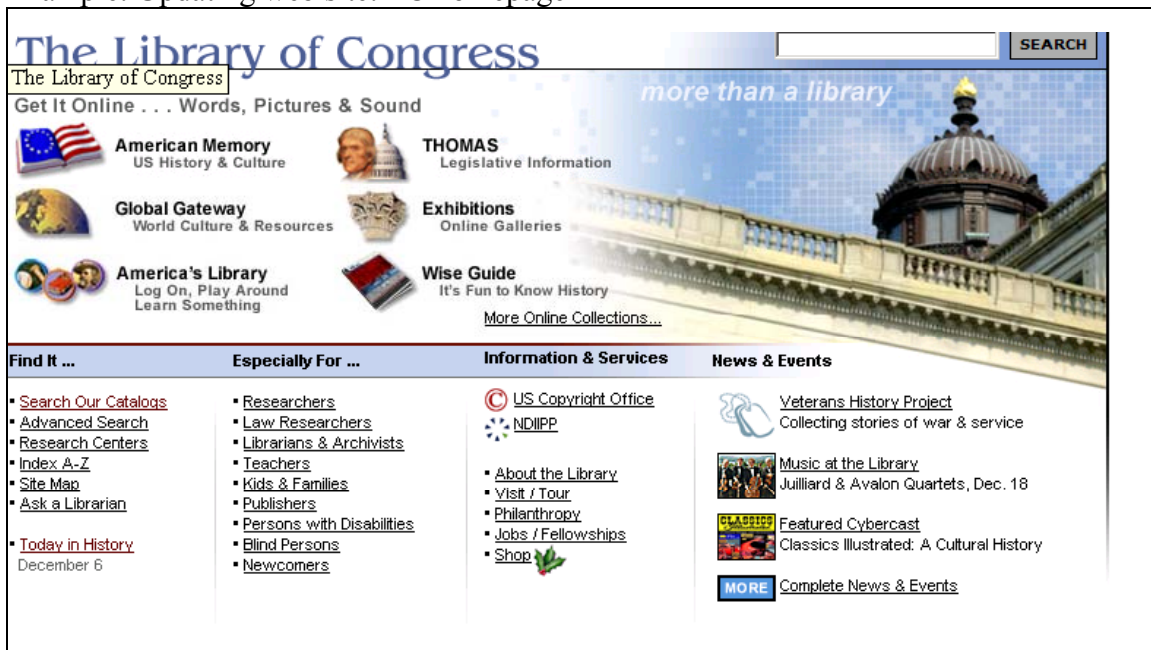 The Library of Congress
SEARCH
The Library of Congress
more than a library
Get It Online . . . Words, Pictures & Sound
American Memory
US History & Culture
THOMAS
Legislative Information
Global Gateway
World Culture & Resources
Exhibitions
Online Galleries
America's Library
Log On, Play Around
Learn Something
Wise Guide
It's Fun to Know History
More Online Collections...
Find It ...
Search Our Catalogs
Advanced Search
Research Centers
Index A-Z
Site Map
Ask a Librarian
Today in History
December 6
Especially For ...
Researchers
Law Researchers
Librarians & Archivists
Teachers
Kids & Families
Publishers
Persons with Disabilities
Blind Persons
Newcomers
Information & Services
© US Copyright Office
NDIIPP
About the Library
Visit / Tour
Philanthropy
Jobs / Fellowships
Shop
News & Events
Veterans History Project
Collecting stories of war & service
Music at the Library
Juilliard & Avalon Quartets, Dec. 18
CLASSICS
Featured Cybercast
Classics Illustrated: A Cultural History
MORE
Complete News & Events